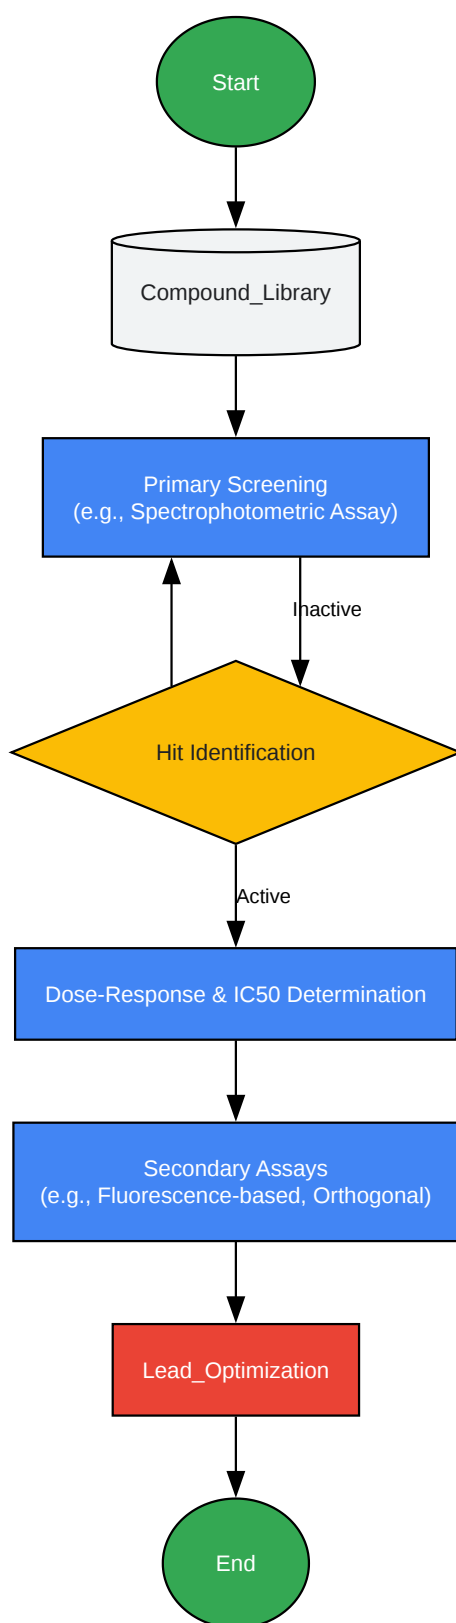 Start
Compound_Library
Primary Screening
(e.g., Spectrophotometric Assay)
Inactive
Hit Identification
Active
Dose-Response & IC50 Determination
Secondary Assays
(e.g., Fluorescence-based, Orthogonal)
Lead_Optimization
End